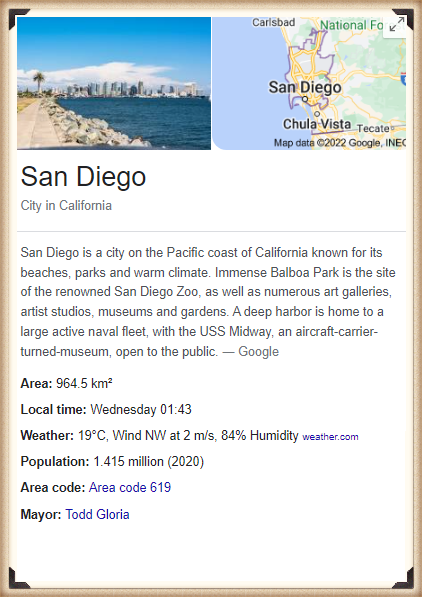 Carlsbad
National Fo
San Diego
Chula Vista
Tecate
Map data ©2022 Google, INEG
San Diego
City in California
San Diego is a city on the Pacific coast of California known for its
beaches, parks and warm climate. Immense Balboa Park is the site
of the renowned San Diego Zoo, as well as numerous art galleries,
artist studios, museums and gardens. A deep harbor is home to a
large active naval fleet, with the USS Midway, an aircraft-carrier-
turned-museum, open to the public. — Google
Area: 964.5 km²
Local time: Wednesday 01:43
Weather: 19°C, Wind NW at 2 m/s, 84% Humidity weather.com
Population: 1.415 million (2020)
Area code: Area code 619
Mayor: Todd Gloria